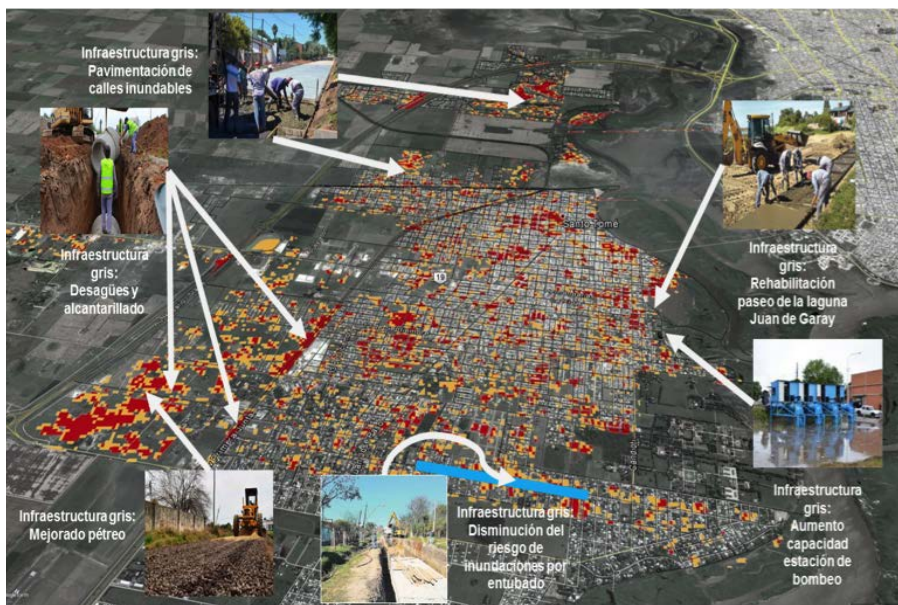 Infraestructura gris:
Pavimentación de
calles inundables
Infraestructura
gris:
Desagües y
alcantarillado
Infraestructura
gris:
Rehabilitación
paseo de la laguna
Juan de Garay
Santo Tomé
19
Infraestructura gris:
Mejorado pétreo
Infraestructura gris:
Disminución del
riesgo de
inundaciones por
entubado
Infraestructura
gris:
Aumento
capacidad
estación de
bombeo